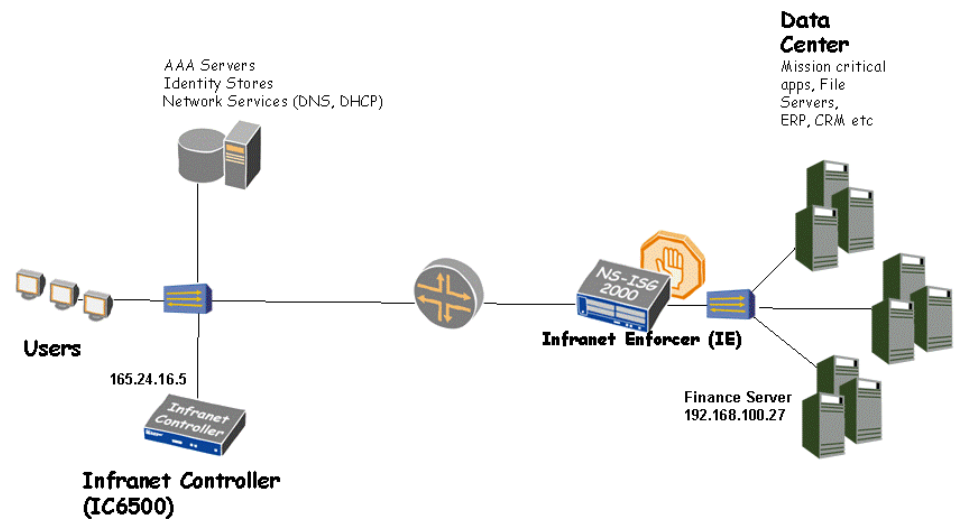 Data
Center
Mission critical
apps, File
Servers,
ERP, CRM etc
AAA Servers
Identity Stores
Network Services (DNS, DHCP)
NS-ISG
2000
Infranet Enforcer (IE)
Users
165.24.16.5
Infranet
Controller
Infranet Controller
(IC6500)
Finance Server
192.168.100.27